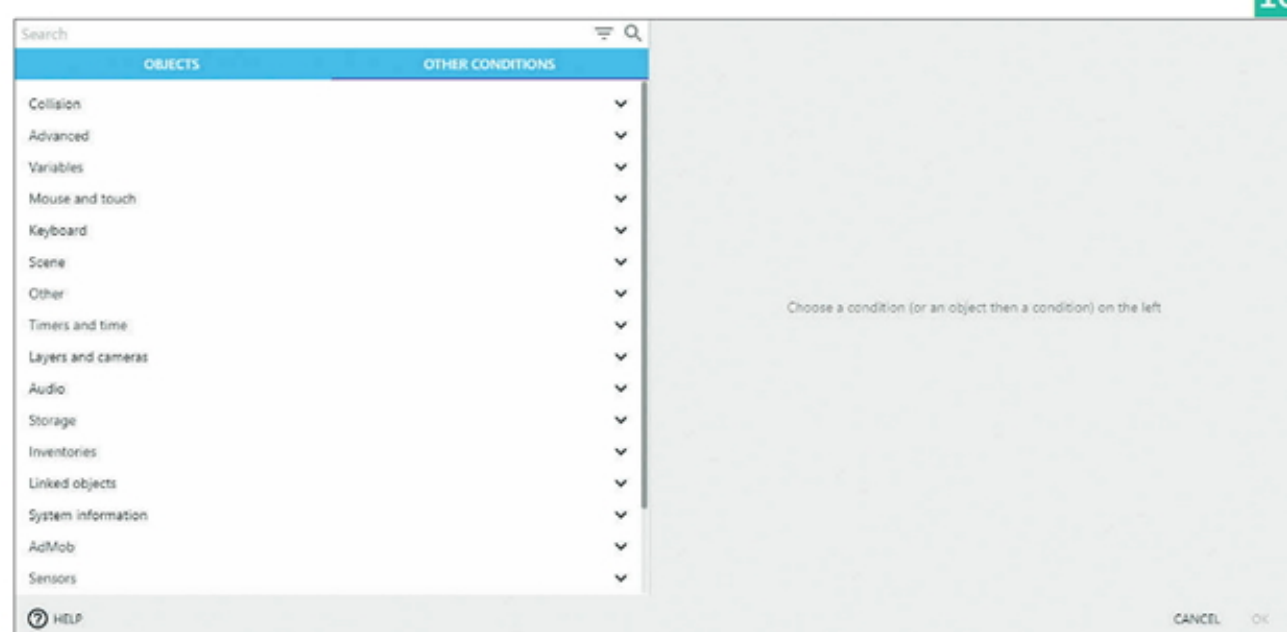 Search
OBJECTS OTHER CONDITIONS
Collision
Advanced
Variables
Mouse and touch
Keyboard
Scene
Other
Timers and time
Layers and cameras
Audio
Storage
Inventories
Linked objects
System information
AdMob
Sensors
Choose a condition (or an object then a condition) on the left
HELP CANCEL OK